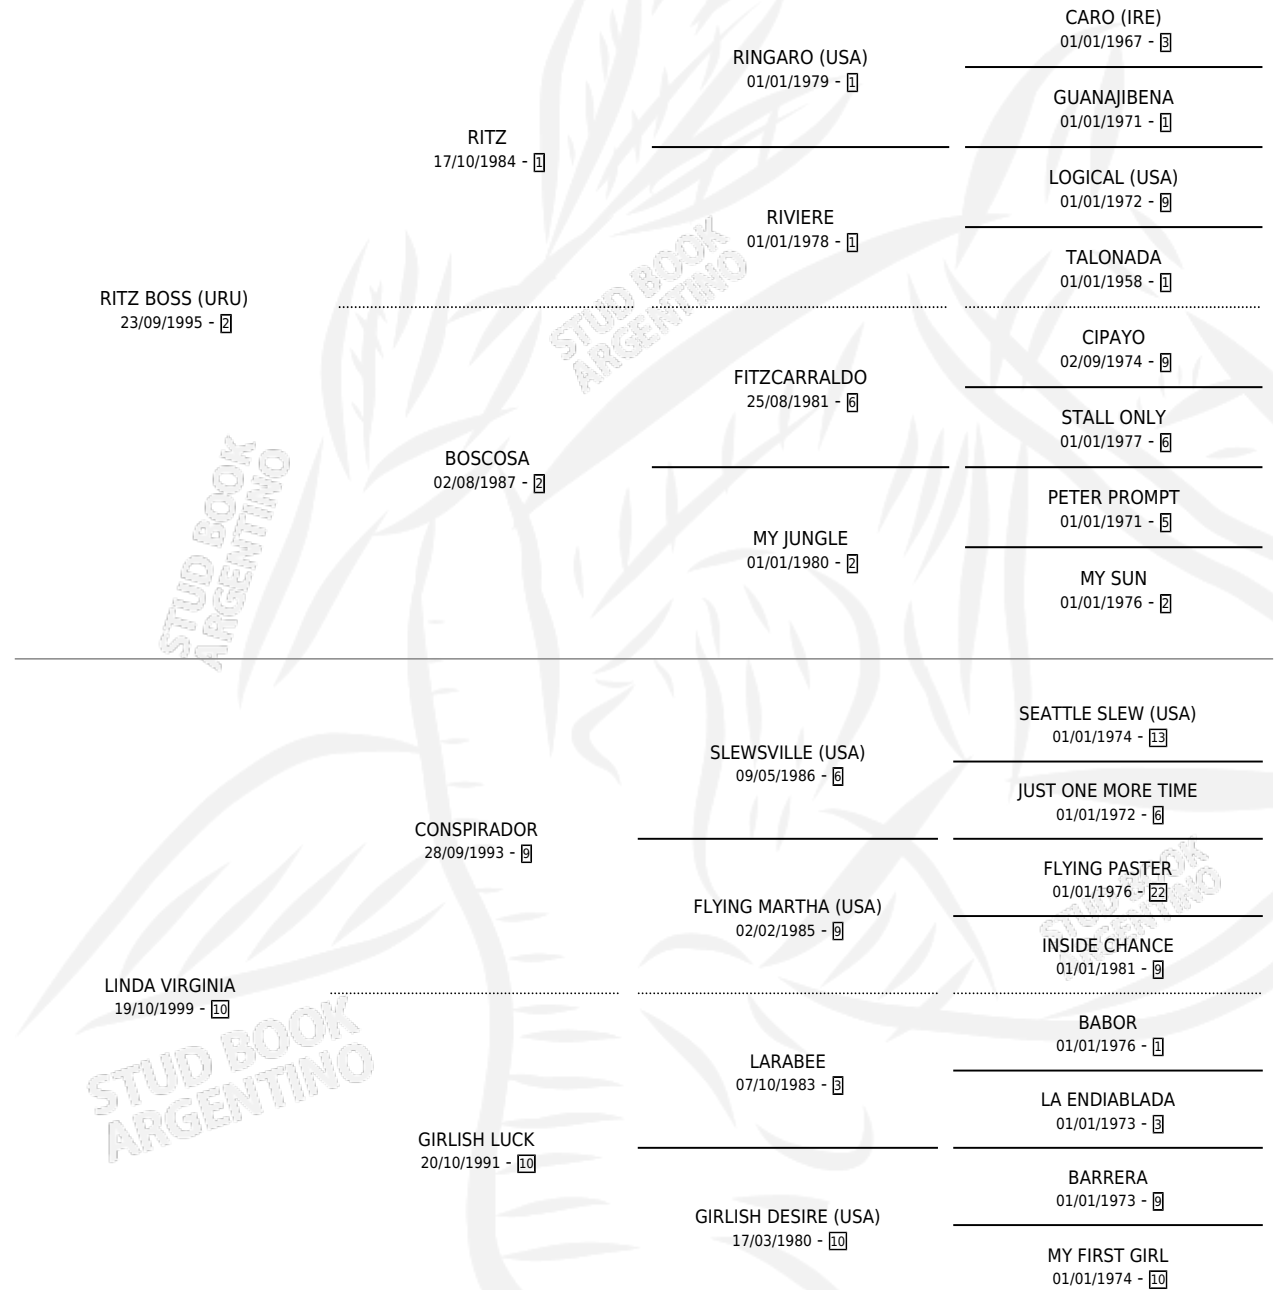 CARO (IRE)
01/01/1967 - 3
RINGARO (USA)
01/01/1979 - 1
GUANAJIBENA
01/01/1971 - 1
RITZ
17/10/1984 - 1
LOGICAL (USA)
01/01/1972 - 9
RIVIERE
01/01/1978 - 1
TALONADA
01/01/1958 - 1
RITZ BOSS (URU)
23/09/1995 - 2
CIPAYO
02/09/1974 - 9
FITZCARRALDO
25/08/1981 - 6
STALL ONLY
01/01/1977 - 6
BOSCOSA
02/08/1987 - 2
PETER PROMPT
01/01/1971 - 5
MY JUNGLE
01/01/1980 - 2
MY SUN
01/01/1976 - 2
STUD BOOK
ARGENTINO
STUD BOOK
ARGENTINO
SEATTLE SLEW (USA)
01/01/1974 - 13
SLEWSVILLE (USA)
09/05/1986 - 6
JUST ONE MORE TIME
01/01/1972 - 6
CONSPIRADOR
28/09/1993 - 9
FLYING PASTER
01/01/1976 - 22
FLYING MARTHA (USA)
02/02/1985 - 9
INSIDE CHANCE
01/01/1981 - 9
LINDA VIRGINIA
19/10/1999 - 10
BABOR
01/01/1976 - 1
LARABEE
07/10/1983 - 3
LA ENDIABLADA
01/01/1973 - 3
GIRLISH LUCK
20/10/1991 - 10
BARRERA
01/01/1973 - 9
GIRLISH DESIRE (USA)
17/03/1980 - 10
MY FIRST GIRL
01/01/1974 - 10
STUD BOOK
ARGENTINO
STUD BOOK
ARGENTINO